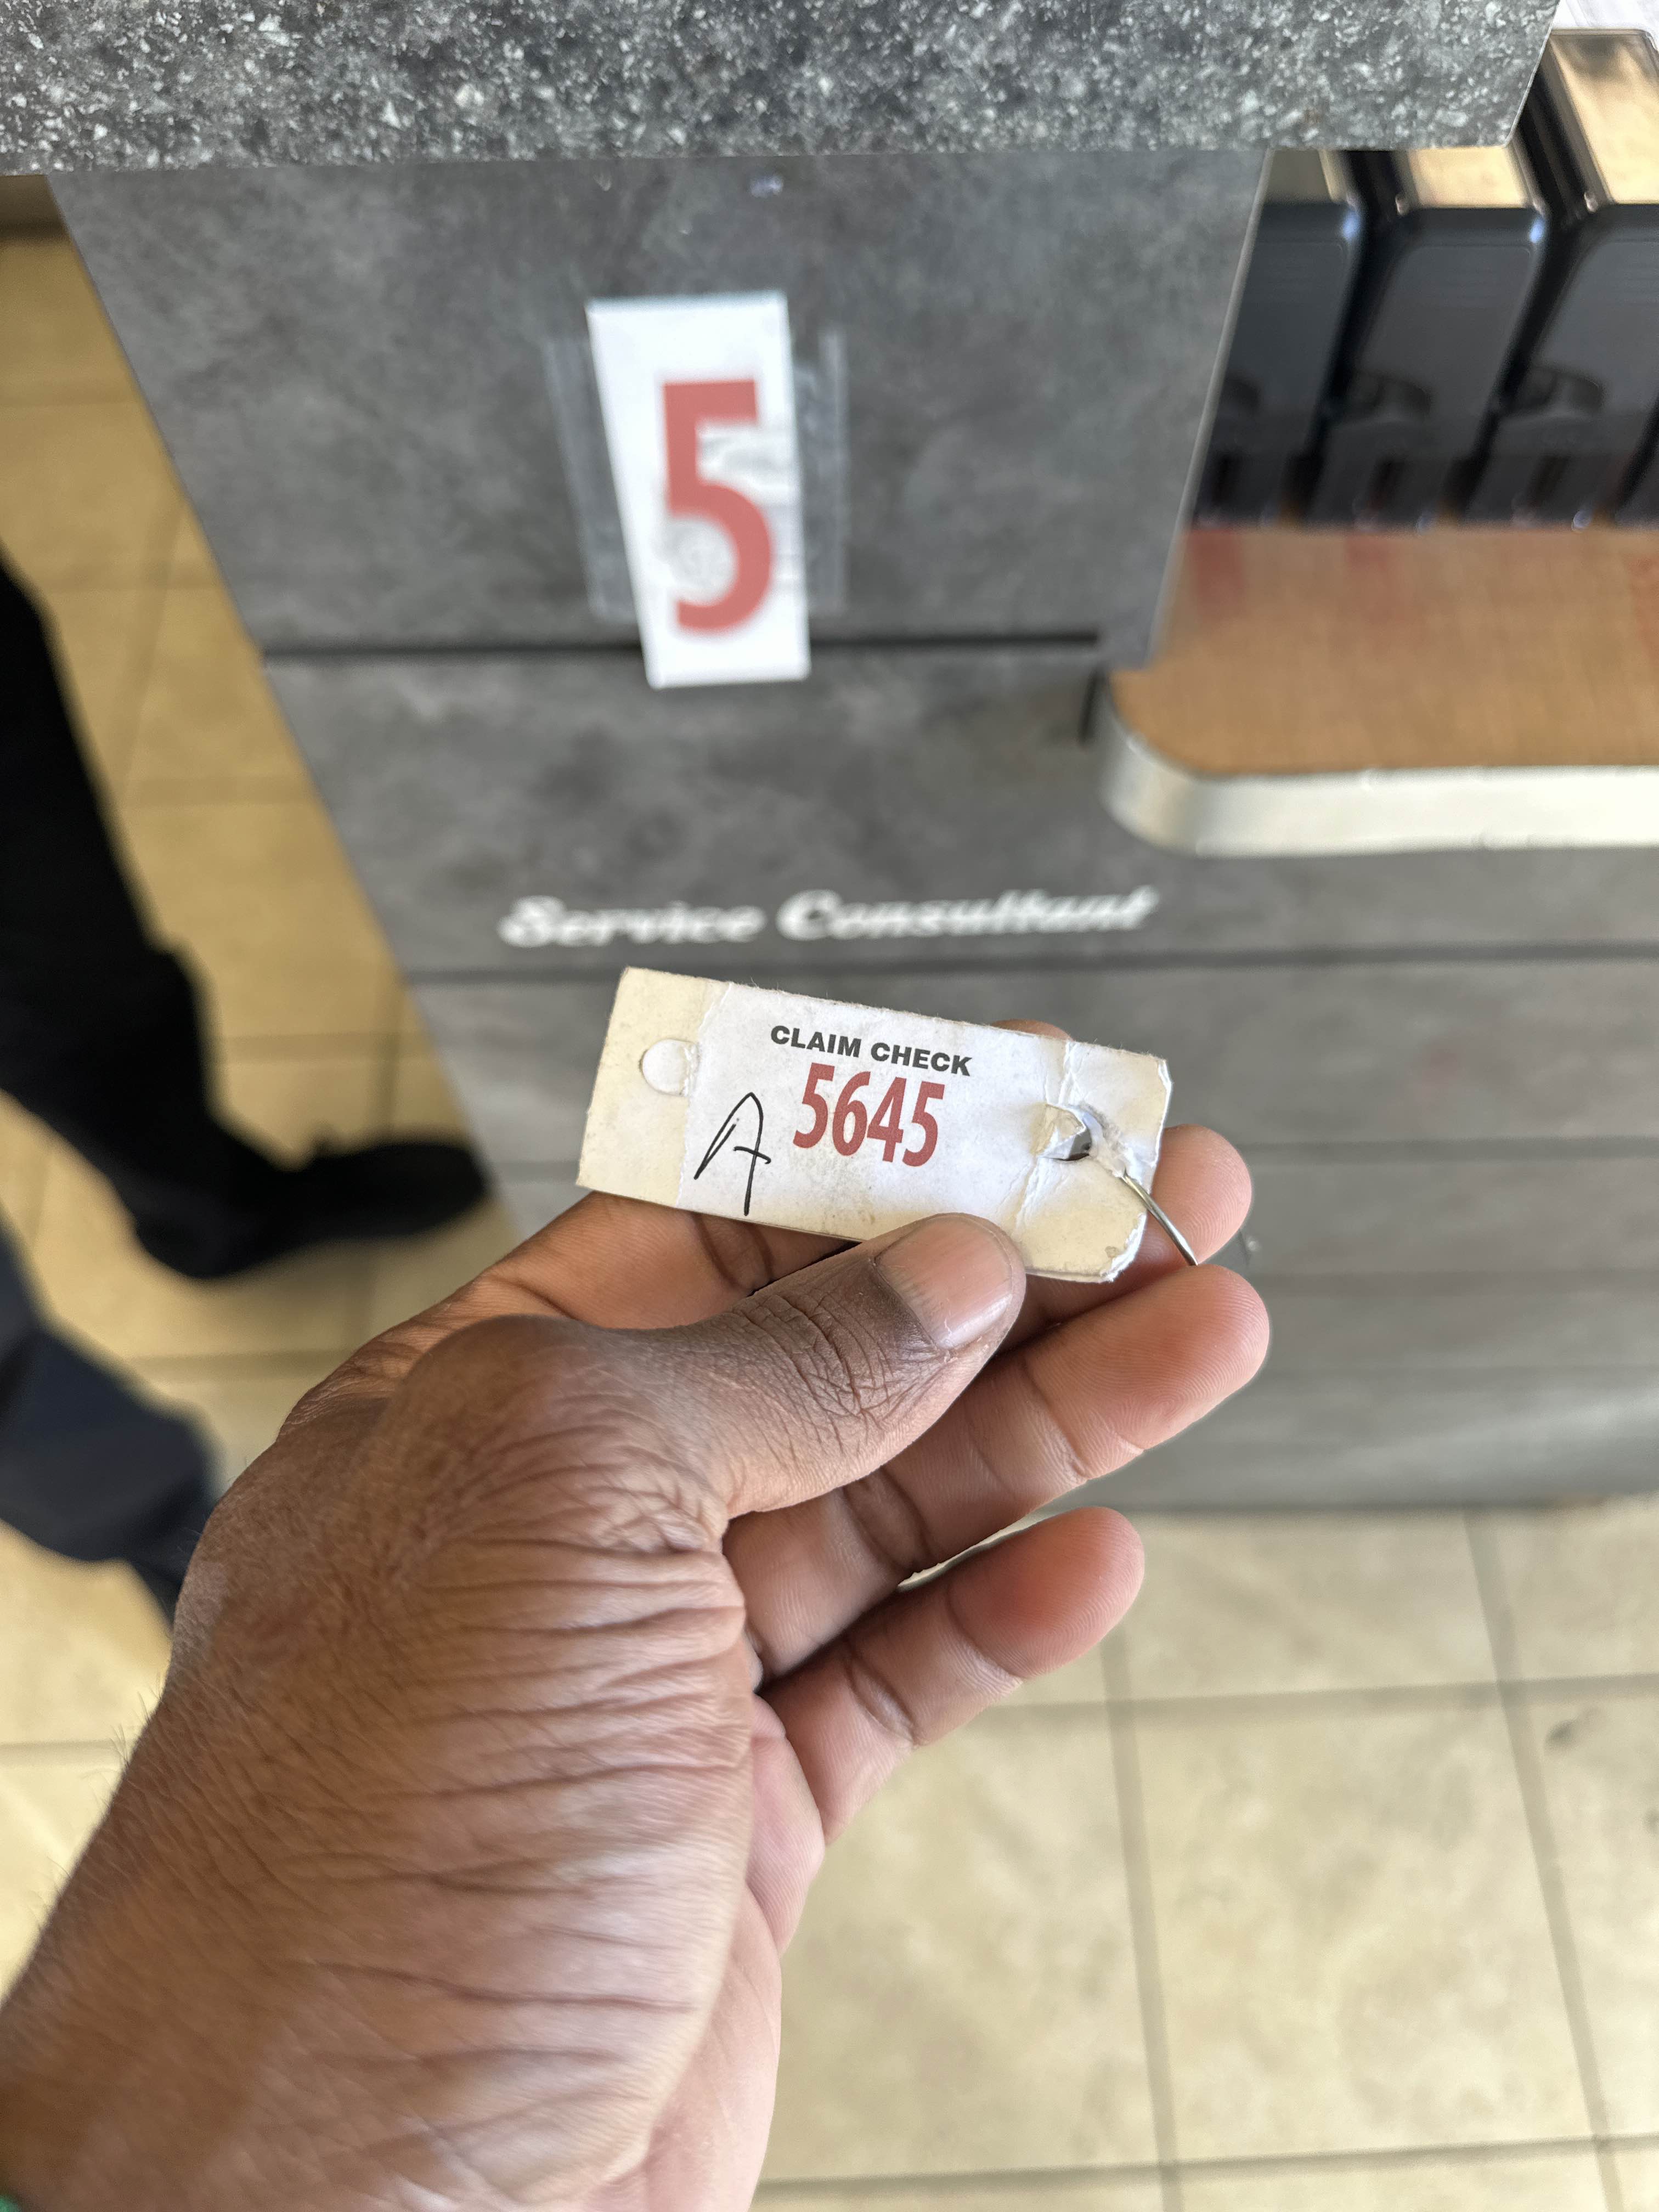 5
Service Consultant
CLAIM CHECK
5645
A